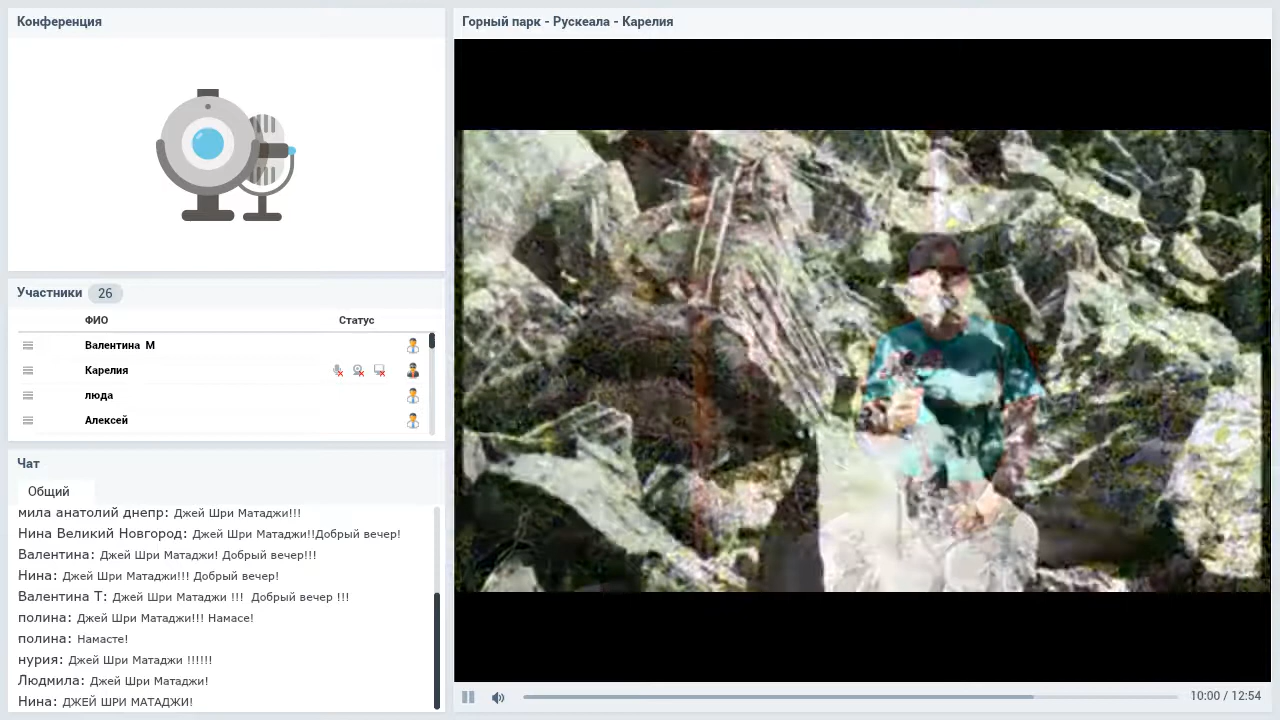 Конференция
Горный парк - Рускеала - Карелия
Участники 26
ФИО Статус
Валентина М
Карелия
люда
Алексей
Чат
Общий
мила анатолий днепр: Джей Шри Матаджи!!!
Нина Великий Новгород: Джей Шри Матаджи!!Добрый вечер!
Валентина: Джей Шри Матаджи! Добрый вечер!!!
Нина: Джей Шри Матаджи!!! Добрый вечер!
Валентина Т: Джей Шри Матаджи !!! Добрый вечер !!!
полина: Джей Шри Матаджи!!! Намасе!
полина: Намасте!
нурия: Джей Шри Матаджи !!!!!!
Людмила: Джей Шри Матаджи!
Нина: ДЖЕЙ ШРИ МАТАДЖИ!
10:00 / 12:54